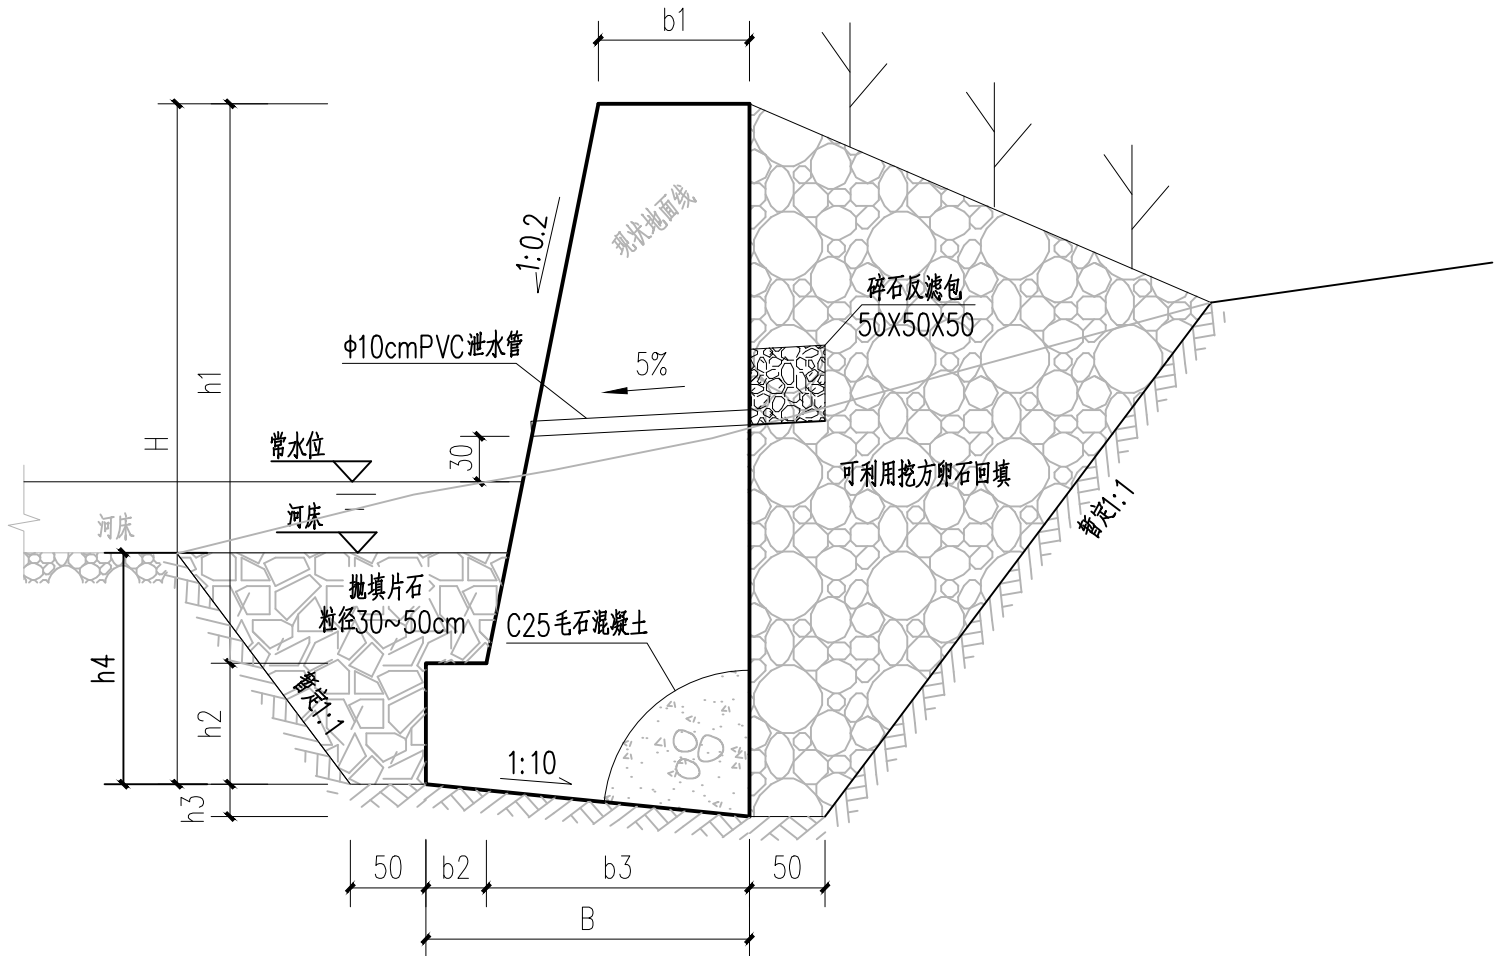 b1
现状地面线
1:0.2
碎石反滤包
50X50X50
Φ10cmPVC泄水管
5%
h1
H
常水位
30
可利用挖方卵石回填
暂定1:1
河床
河床
抛填片石
粒径30~50cm
C25毛石混凝土
h4
暂定1:1
h2
1:10
h3
50
b2
b3
50
B